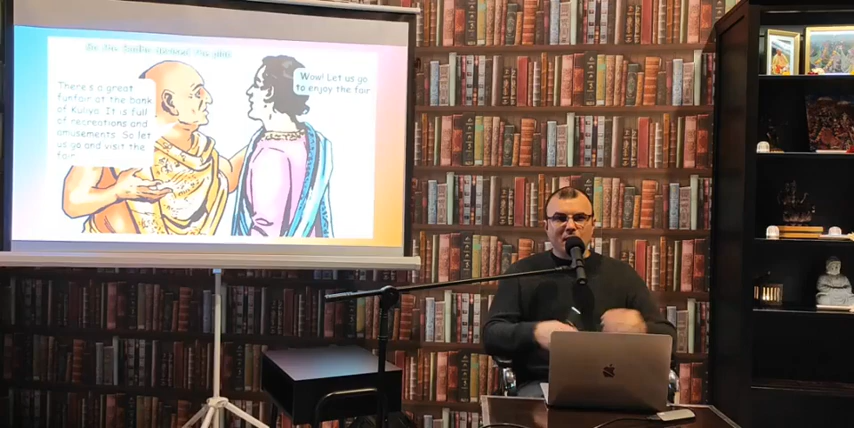 There's a great
funfair at the bank
of Kuliya. It is full
of recreations and
amusements. So let
us go and visit the
fair
Wow! Let us go
to enjoy the fair